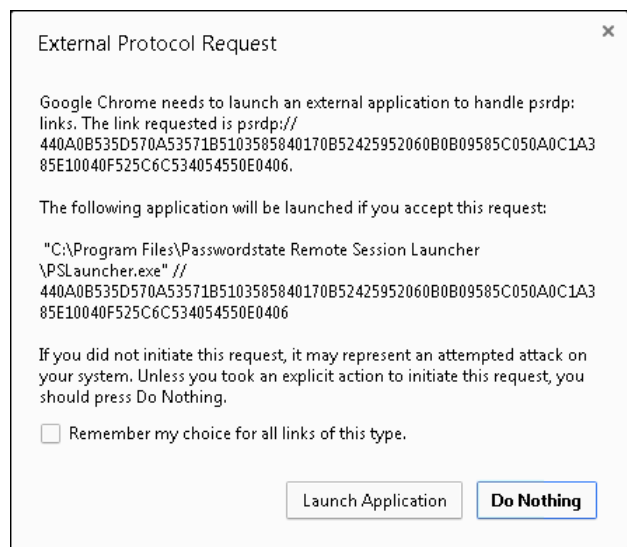 External Protocol Request
Google Chrome needs to launch an external application to handle psrdp:
links. The link requested is psrdp://
440A0B535D570A53571B5103585840170B52425952060B0B09585C050A0C1A3
85E10040F525C6C534054550E0406.
The following application will be launched if you accept this request:
"C:\Program Files\Passwordstate Remote Session Launcher
\PSLauncher.exe" //
440A0B535D570A53571B5103585840170B52425952060B0B09585C050A0C1A3
85E10040F525C6C534054550E0406
If you did not initiate this request, it may represent an attempted attack on
your system. Unless you took an explicit action to initiate this request, you
should press Do Nothing.
Remember my choice for all links of this type.
Launch Application
Do Nothing